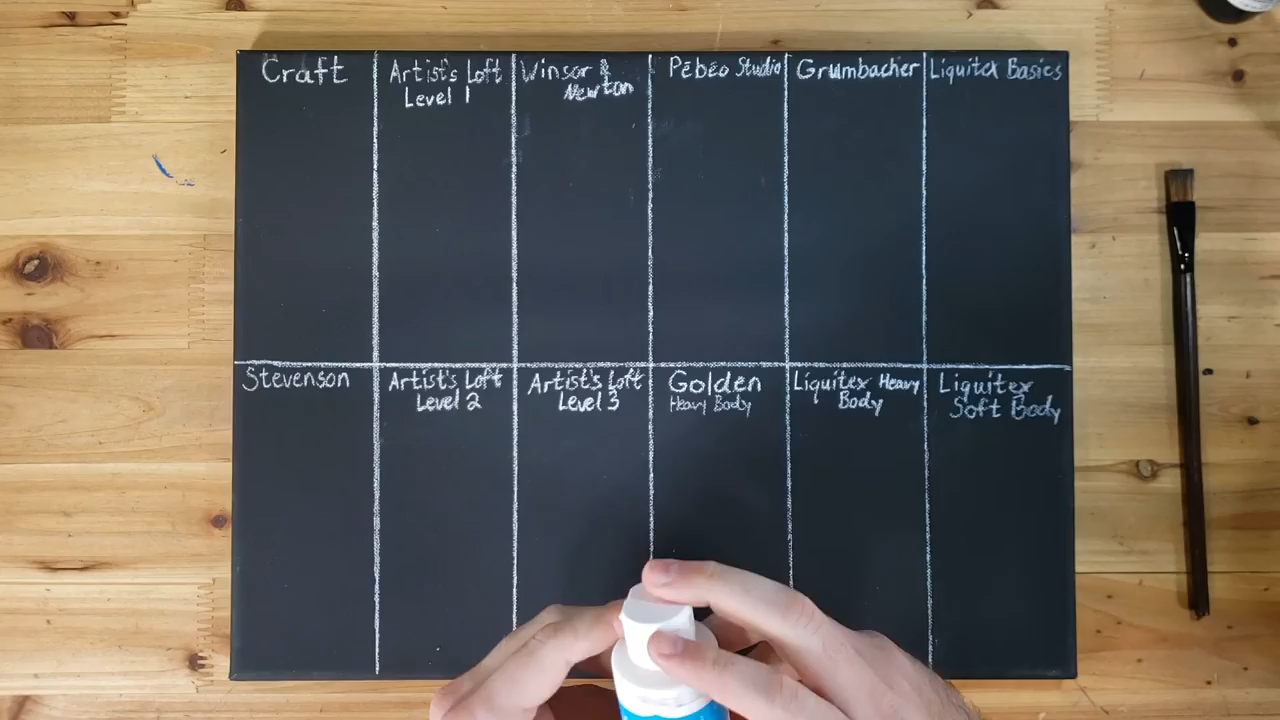 Craft
Artist's Loft
Level 1
Winsor &
Newton
Pēbēo Studio
Grumbacher
Liquitex Basics
Stevenson
Artist's Loft
Level 2
Artist's Loft
Level 3
Golden
Heavy Body
Liquitex Heavy
Body
Liquitex
Soft Body